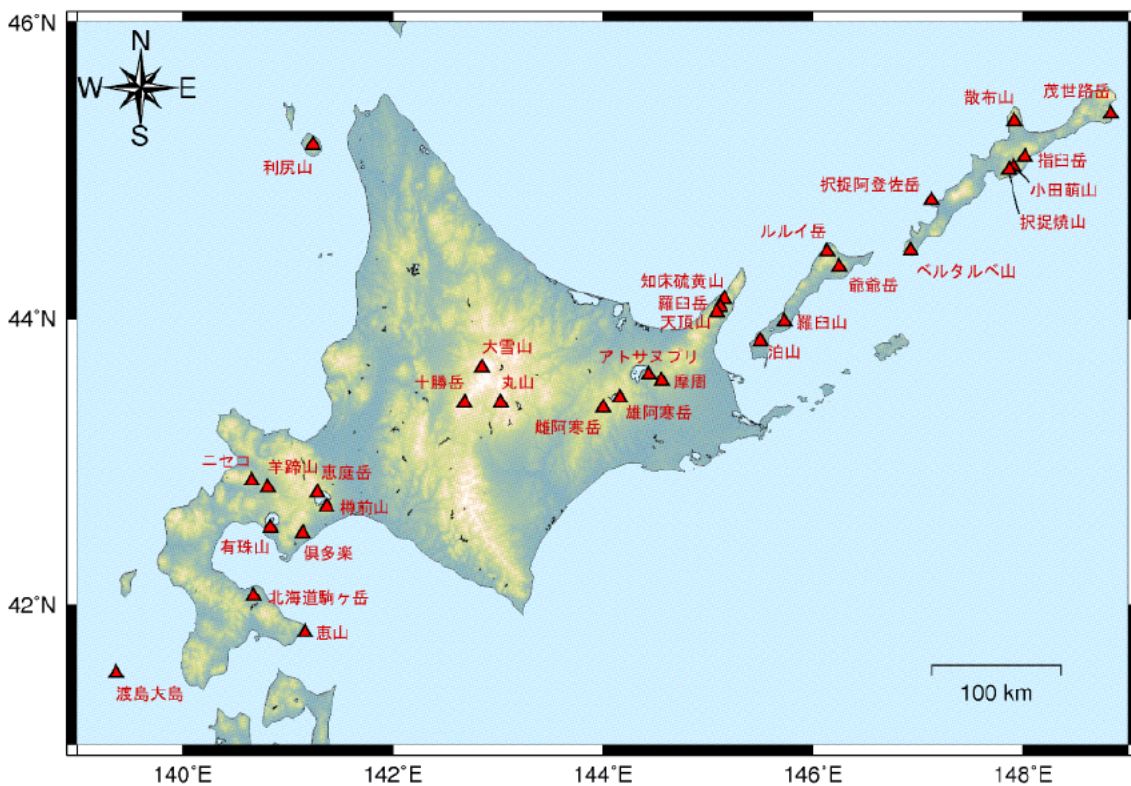 46°N
N
W
E
S
散布山
茂世路岳
利尻山
指臼岳
択捉阿登佐岳
小田萌山
択捉焼山
ルルイ岳
ベルタルベ山
爺爺岳
知床硫黄山
羅臼岳
44°N
天頂山
羅臼山
泊山
大雪山
アトサヌプリ
十勝岳
丸山
摩周
雄阿寒岳
雌阿寒岳
ニセコ
羊蹄山
恵庭岳
樽前山
有珠山
倶多楽
42°N
北海道駒ヶ岳
恵山
渡島大島
100 km
140°E
142°E
144°E
146°E
148°E